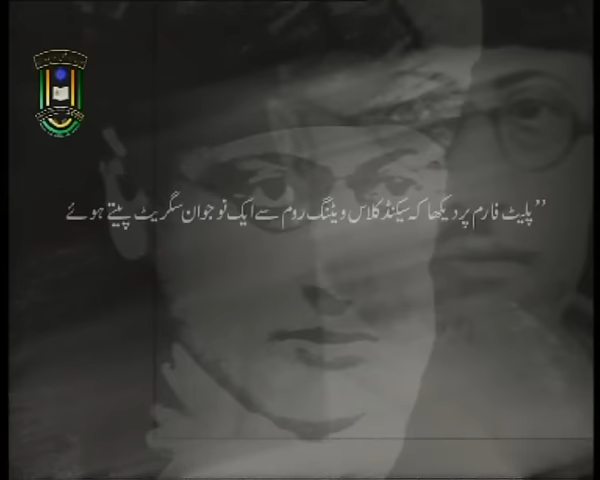 ”پلیٹ فارم پر دیکھا کہ سیکنڈ کلاس ویٹنگ روم سے ایک نوجوان سگریٹ پیتے ہوئے